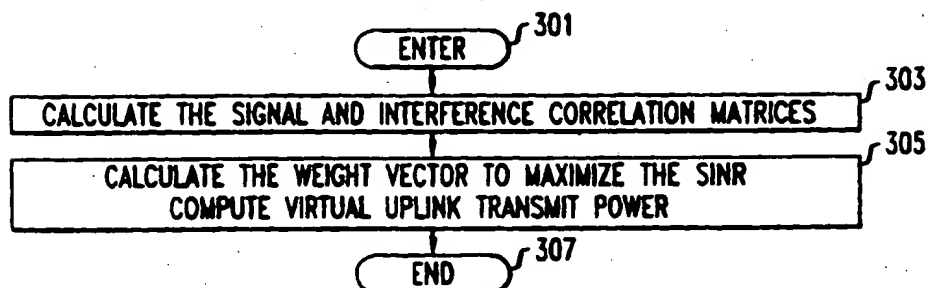 301
ENTER
303
CALCULATE THE SIGNAL AND INTERFERENCE CORRELATION MATRICES
305
CALCULATE THE WEIGHT VECTOR TO MAXIMIZE THE SINR
COMPUTE VIRTUAL UPLINK TRANSMIT POWER
307
END